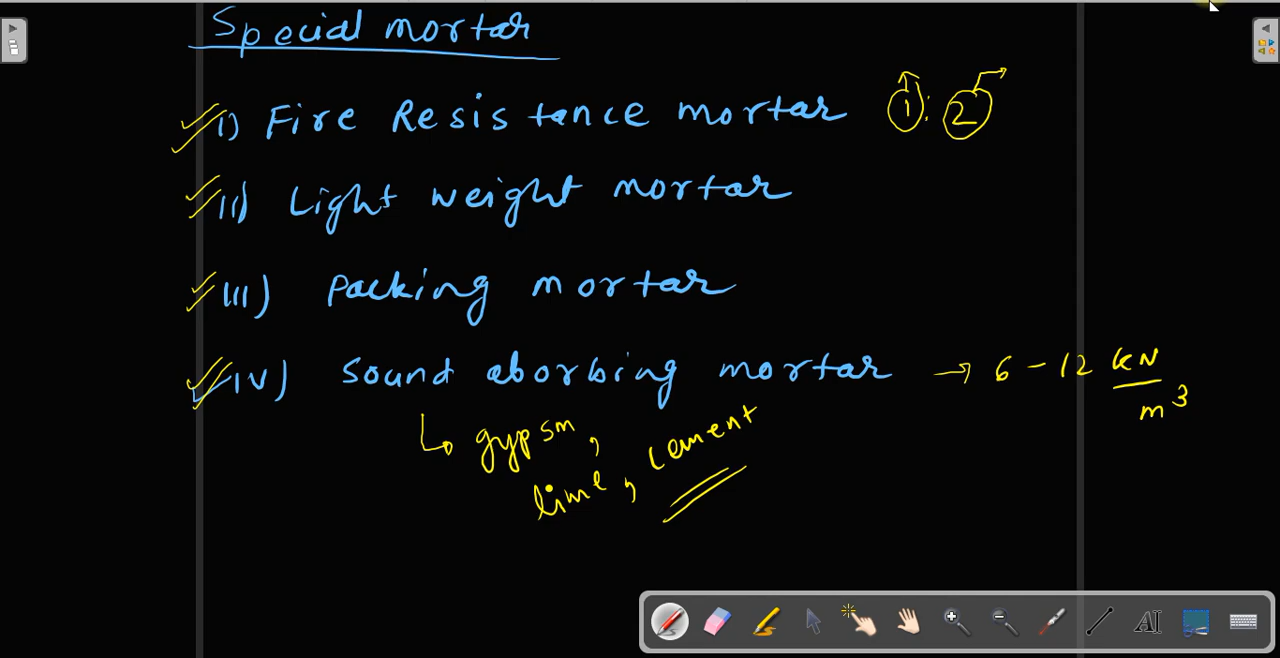 Special mortar
I) Fire Resistance mortar 1 : 2
II) Light weight mortar
III) Packing mortar
IV) Sound aborbing mortar → 6 - 12 kN/m³
↳ gypsm,
lime, cement
AI